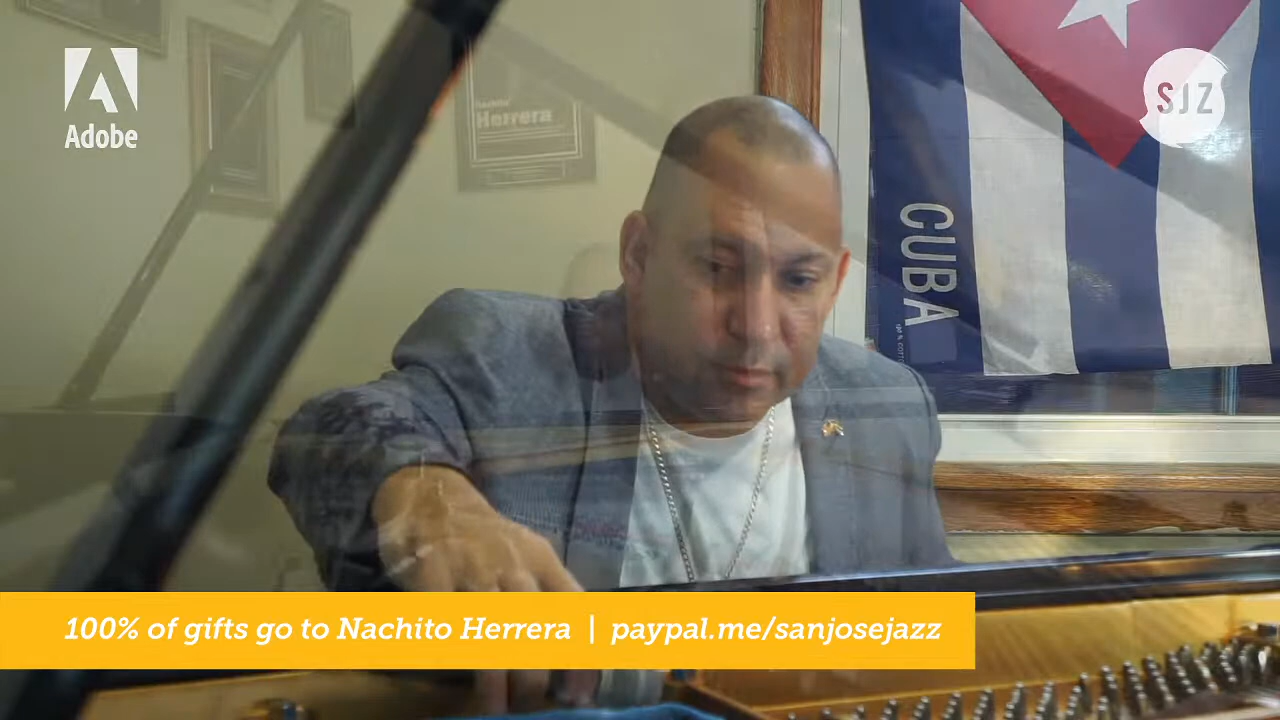 Adobe
SJZ
Herrera
CUBA
100% of gifts go to Nachito Herrera | paypal.me/sanjosejazz